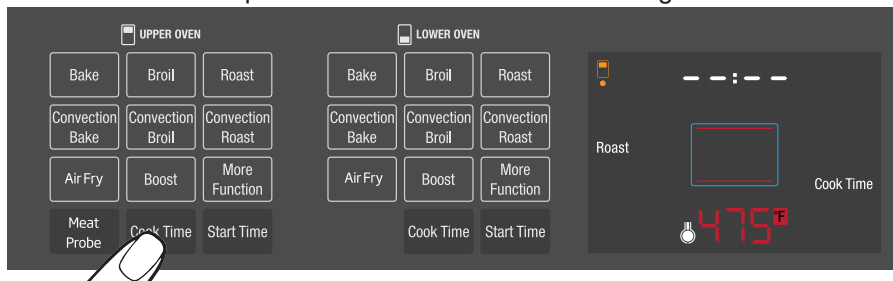 UPPER OVEN
Bake Broil Roast
Convection Bake Convection Broil Convection Roast
Air Fry Boost More Function
Meat Probe Cook Time Start Time
LOWER OVEN
Bake Broil Roast
Convection Bake Convection Broil Convection Roast
Air Fry Boost More Function
Cook Time Start Time
--:--
Roast
Cook Time
475°F